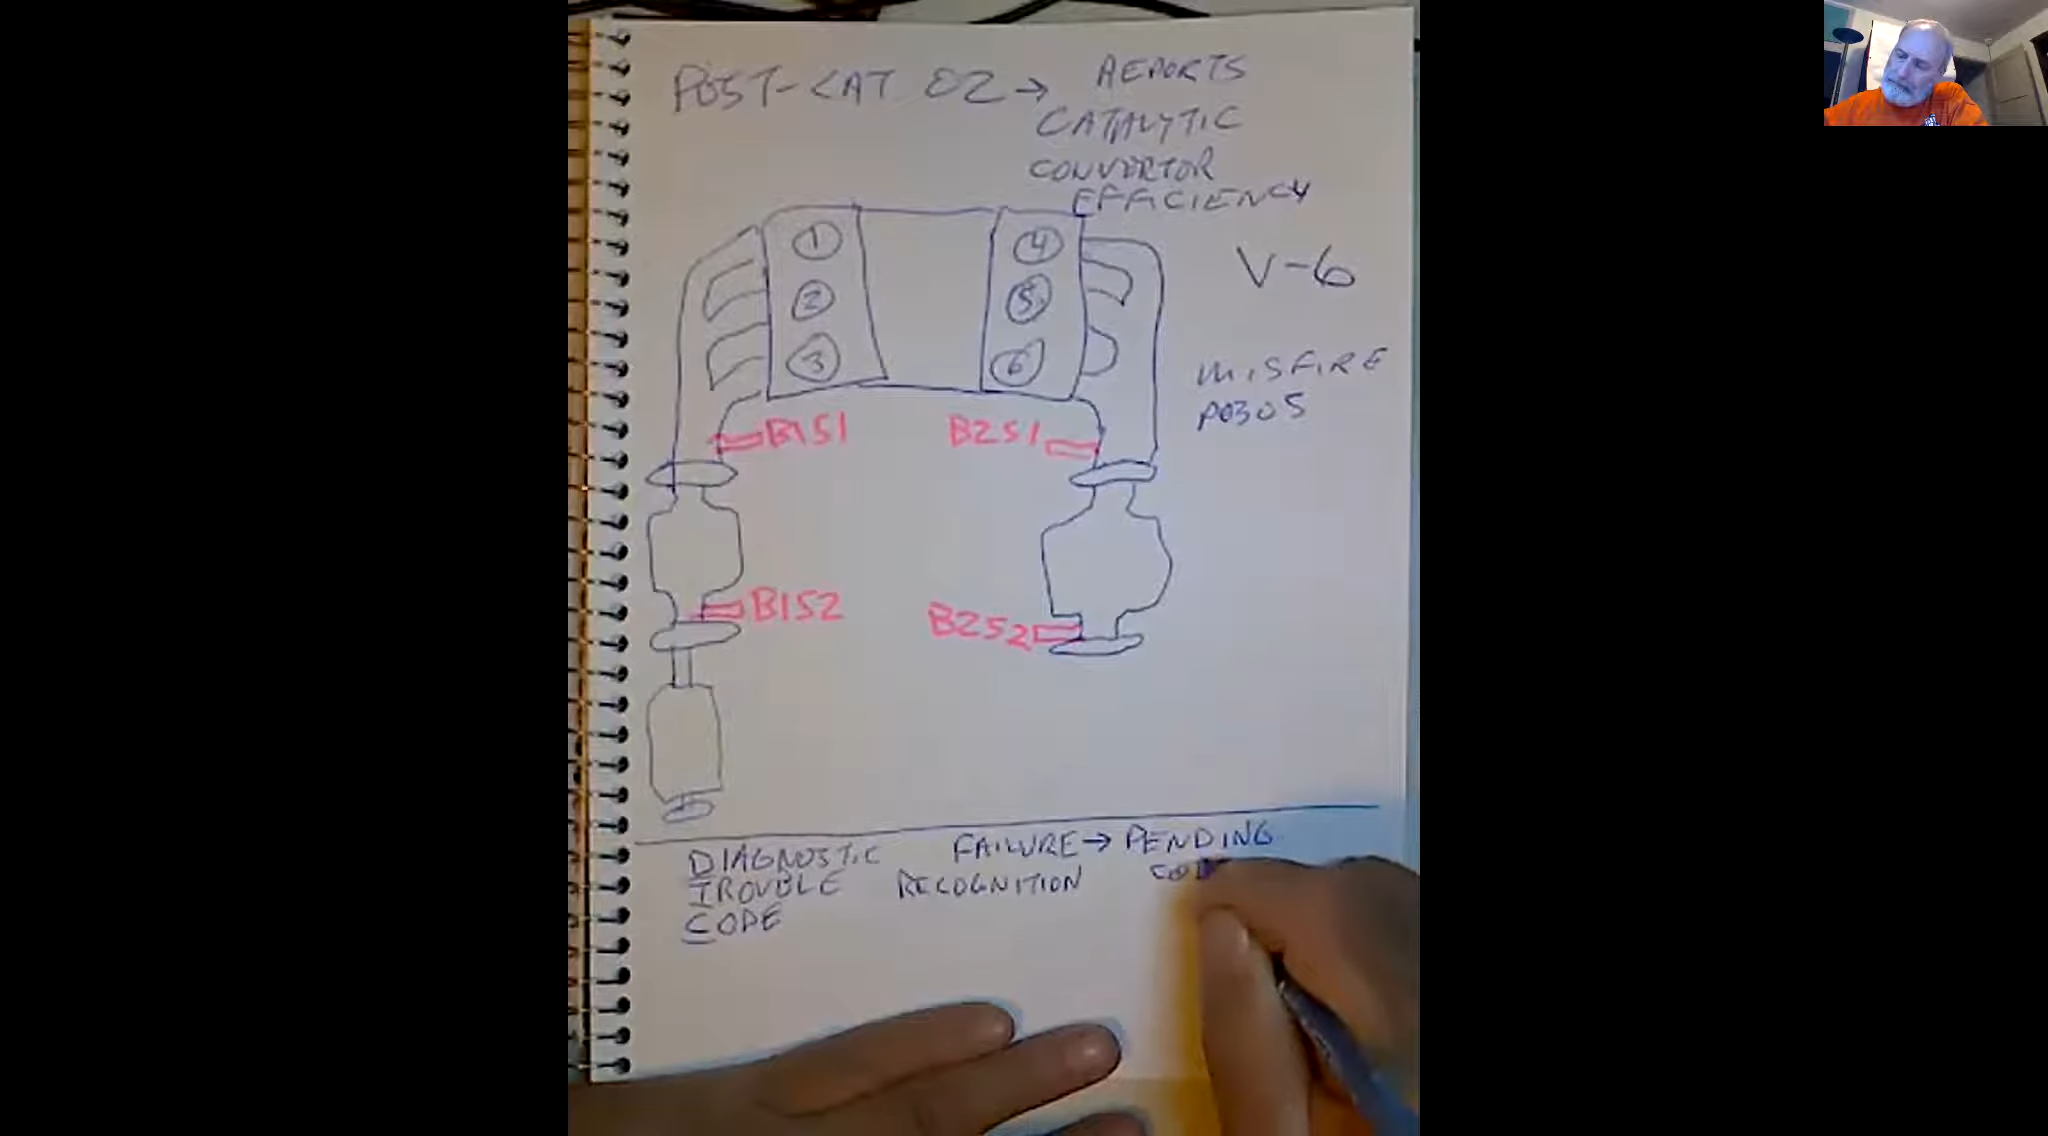 POST-CAT O2 → REPORTS
CATALYTIC
CONVERTOR
EFFICIENCY
V-6
1
2
3
4
5
6
MISFIRE
P0305
B1S1
B2S1
B1S2
B2S2
DIAGNOSTIC
TROUBLE
CODE
FAILURE → PENDING
RECOGNITION